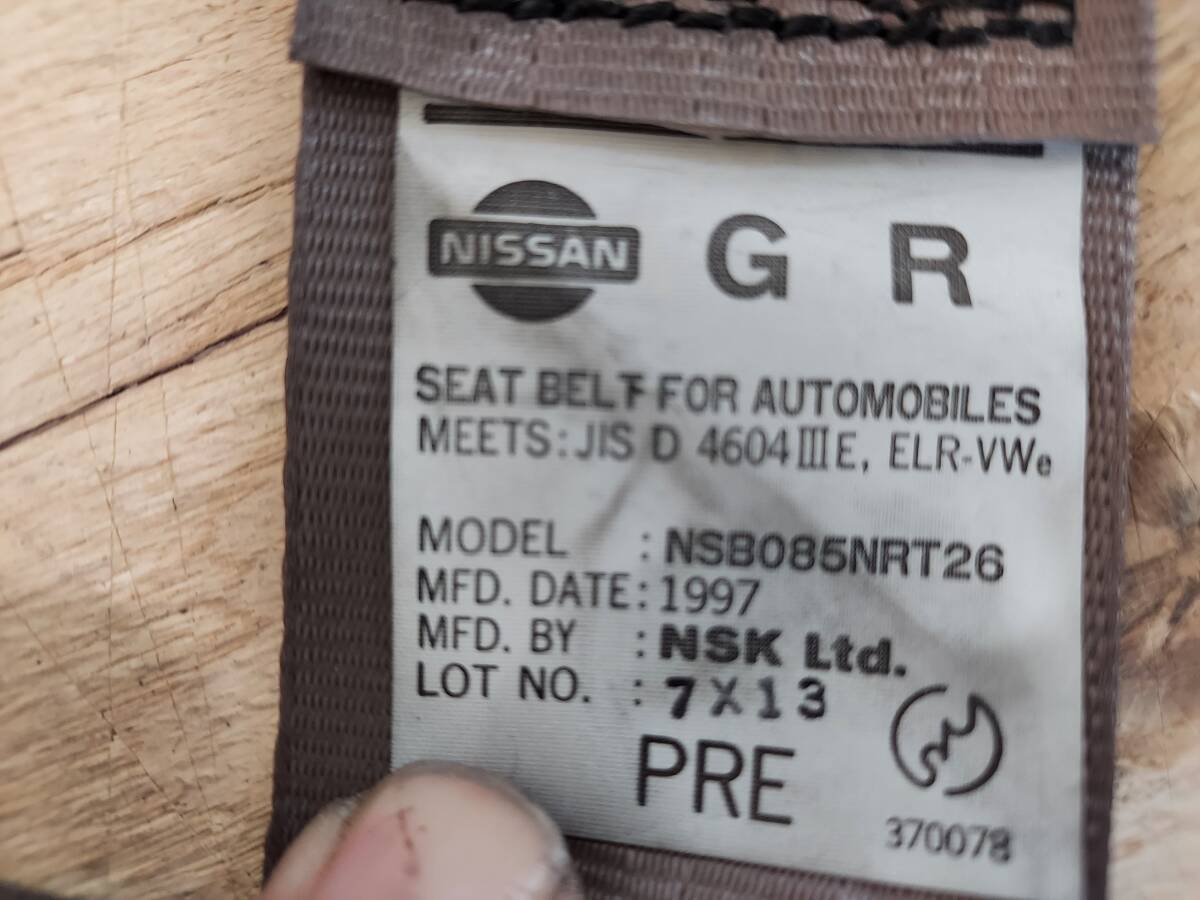 NISSAN G R
SEAT BELT FOR AUTOMOBILES
MEETS: JIS D 4604ⅢE, ELR-VWe
MODEL : NSB085NRT26
MFD. DATE: 1997
MFD. BY : NSK Ltd.
LOT NO. : 7X13
PRE
370078